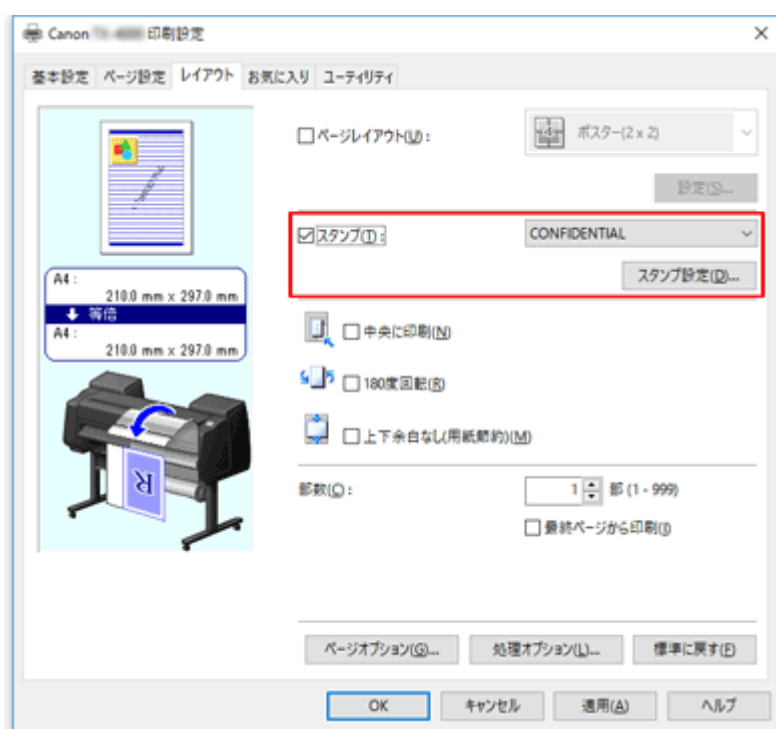 Canon 印刷設定
基本設定 ページ設定 レイアウト お気に入り ユーティリティ
ページレイアウト(U) : ポスター(2 x 2)
設定(S)...
スタンプ(T) : CONFIDENTIAL
スタンプ設定(D)...
A4 :
210.0 mm x 297.0 mm
等倍
A4 :
210.0 mm x 297.0 mm
中央に印刷(N)
180度回転(R)
上下余白なし(用紙節約)(M)
R
部数(C) : 1 部 (1 - 999)
最終ページから印刷(I)
ページオプション(G)... 処理オプション(L)... 標準に戻す(F)
OK キャンセル 適用(A) ヘルプ